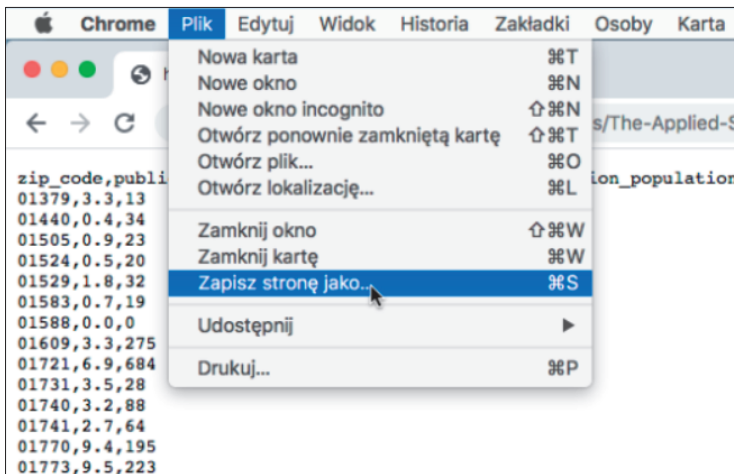 Chrome Plik Edytuj Widok Historia Zakładki Osoby Karta
Nowa karta ⌘T
Nowe okno ⌘N
Nowe okno incognito ⇧⌘N
Otwórz ponownie zamkniętą kartę ⇧⌘T
s/The-Applied-S
Otwórz plik... ⌘O
Otwórz lokalizację... ⌘L
Zamknij okno ⇧⌘W
Zamknij kartę ⌘W
Zapisz stronę jako... ⌘S
Udostępnij ▶
Drukuj... ⌘P
zip_code,publi
ion_population
01379,3.3,13
01440,0.4,34
01505,0.9,23
01524,0.5,20
01529,1.8,32
01583,0.7,19
01588,0.0,0
01609,3.3,275
01721,6.9,684
01731,3.5,28
01740,3.2,88
01741,2.7,64
01770,9.4,195
01773,9.5,223